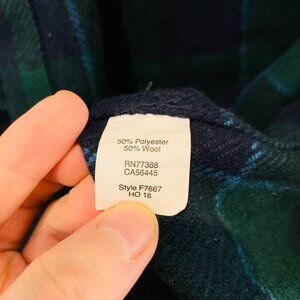 50% Polyester
50% Wool
RN77388
CA56445
Style F7667
HO 16